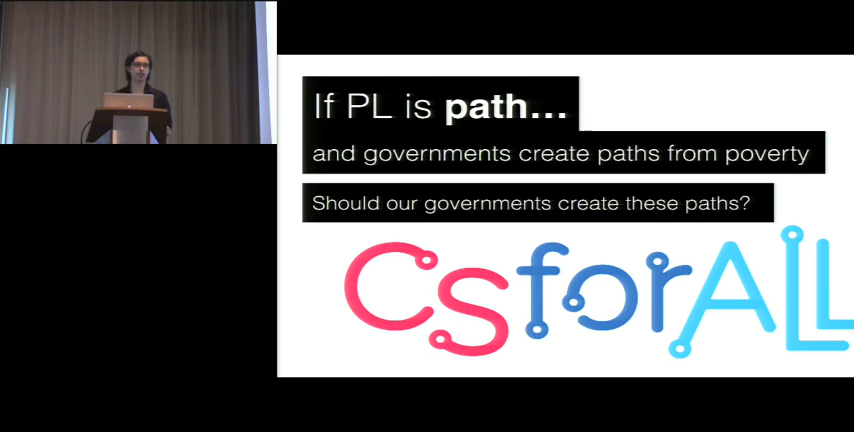 If PL is path...
and governments create paths from poverty
Should our governments create these paths?
CSforALL